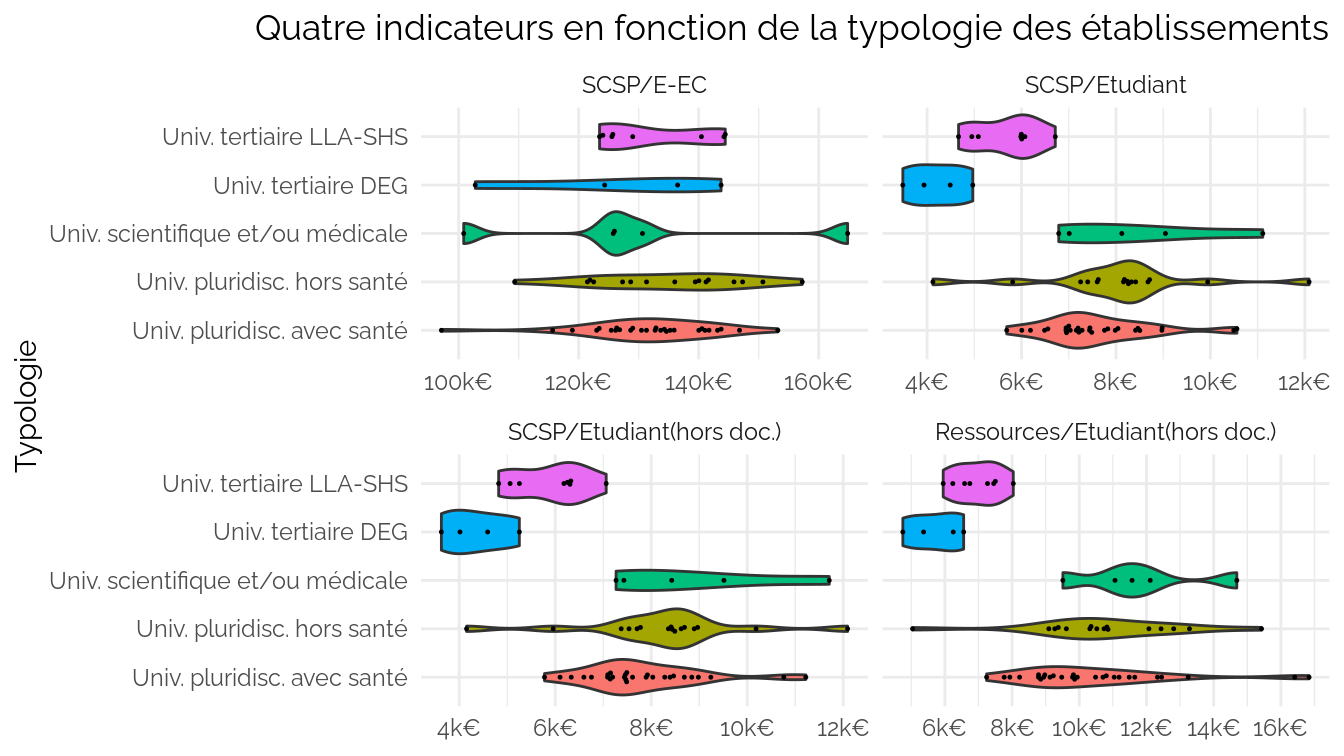 Quatre indicateurs en fonction de la typologie des établissements
SCSP/E-EC
SCSP/Etudiant
Univ. tertiaire LLA-SHS
Univ. tertiaire DEG
Univ. scientifique et/ou médicale
Univ. pluridisc. hors santé
Univ. pluridisc. avec santé
100k€ 120k€ 140k€ 160k€
4k€ 6k€ 8k€ 10k€ 12k€
Typologie
SCSP/Etudiant(hors doc.)
Ressources/Etudiant(hors doc.)
Univ. tertiaire LLA-SHS
Univ. tertiaire DEG
Univ. scientifique et/ou médicale
Univ. pluridisc. hors santé
Univ. pluridisc. avec santé
4k€ 6k€ 8k€ 10k€ 12k€
6k€ 8k€ 10k€ 12k€ 14k€ 16k€